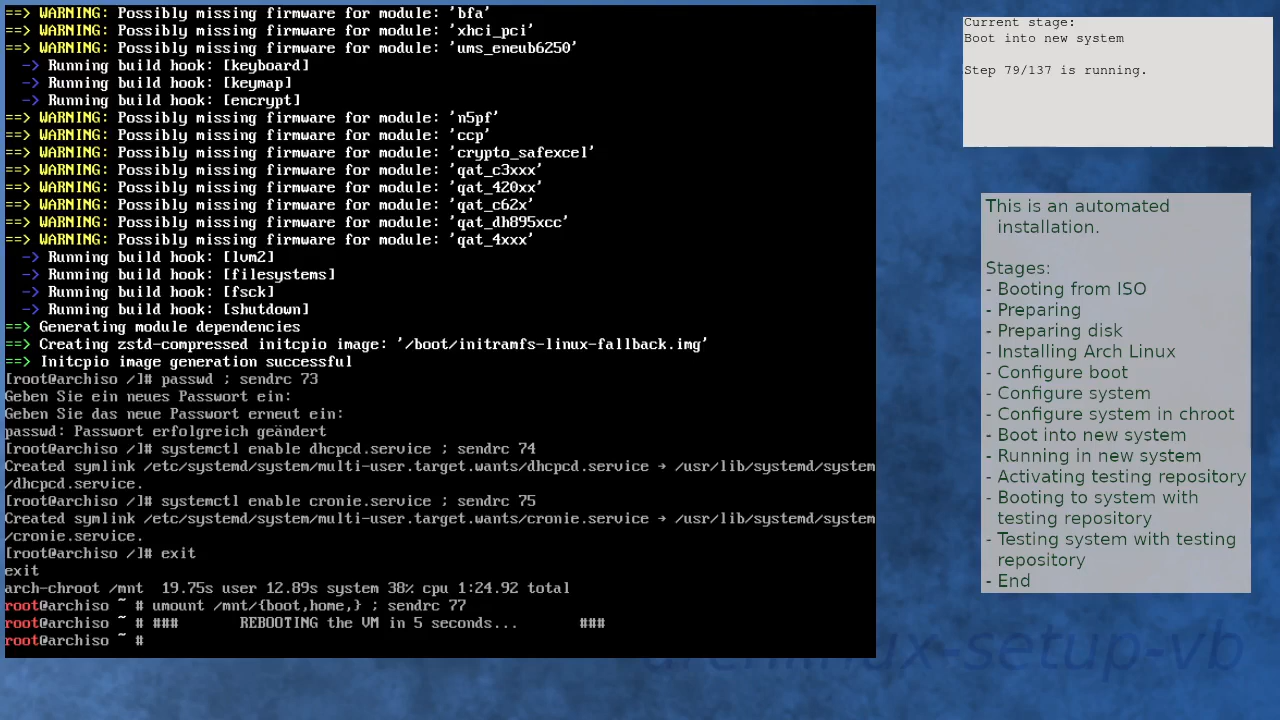 ==> WARNING: Possibly missing firmware for module: 'bfa'
==> WARNING: Possibly missing firmware for module: 'xhci_pci'
==> WARNING: Possibly missing firmware for module: 'ums_eneub6250'
-> Running build hook: [keyboard]
-> Running build hook: [keymap]
-> Running build hook: [encrypt]
==> WARNING: Possibly missing firmware for module: 'n5pf'
==> WARNING: Possibly missing firmware for module: 'ccp'
==> WARNING: Possibly missing firmware for module: 'crypto_safexcel'
==> WARNING: Possibly missing firmware for module: 'qat_c3xxx'
==> WARNING: Possibly missing firmware for module: 'qat_420xx'
==> WARNING: Possibly missing firmware for module: 'qat_c62x'
==> WARNING: Possibly missing firmware for module: 'qat_dh895xcc'
==> WARNING: Possibly missing firmware for module: 'qat_4xxx'
-> Running build hook: [lvm2]
-> Running build hook: [filesystems]
-> Running build hook: [fsck]
-> Running build hook: [shutdown]
==> Generating module dependencies
==> Creating zstd-compressed initcpio image: '/boot/initramfs-linux-fallback.img'
==> Initcpio image generation successful
[root@archiso /]# passwd ; sendrc 73
Geben Sie ein neues Passwort ein:
Geben Sie das neue Passwort erneut ein:
passwd: Passwort erfolgreich geändert
[root@archiso /]# systemctl enable dhcpcd.service ; sendrc 74
Created symlink /etc/systemd/system/multi-user.target.wants/dhcpcd.service → /usr/lib/systemd/system
/dhcpcd.service.
[root@archiso /]# systemctl enable cronie.service ; sendrc 75
Created symlink /etc/systemd/system/multi-user.target.wants/cronie.service → /usr/lib/systemd/system
/cronie.service.
[root@archiso /]# exit
exit
arch-chroot /mnt  19.75s user 12.89s system 38% cpu 1:24.92 total
root@archiso ~ # umount /mnt/{boot,home,} ; sendrc 77
root@archiso ~ # ###       REBOOTING the VM in 5 seconds...       ###
root@archiso ~ #
Current stage:
Boot into new system
Step 79/137 is running.
This is an automated
installation.
Stages:
- Booting from ISO
- Preparing
- Preparing disk
- Installing Arch Linux
- Configure boot
- Configure system
- Configure system in chroot
- Boot into new system
- Running in new system
- Activating testing repository
- Booting to system with
testing repository
- Testing system with testing
repository
- End
archlinux-setup-vb